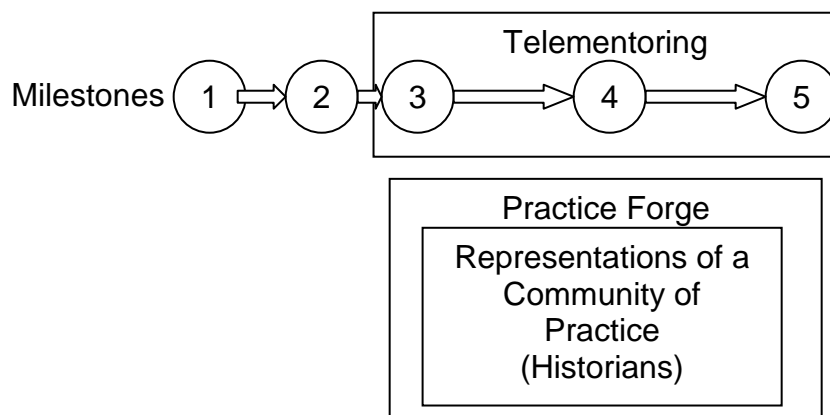 Telementoring
Milestones 1 2 3 4 5
Practice Forge
Representations of a
Community of
Practice
(Historians)